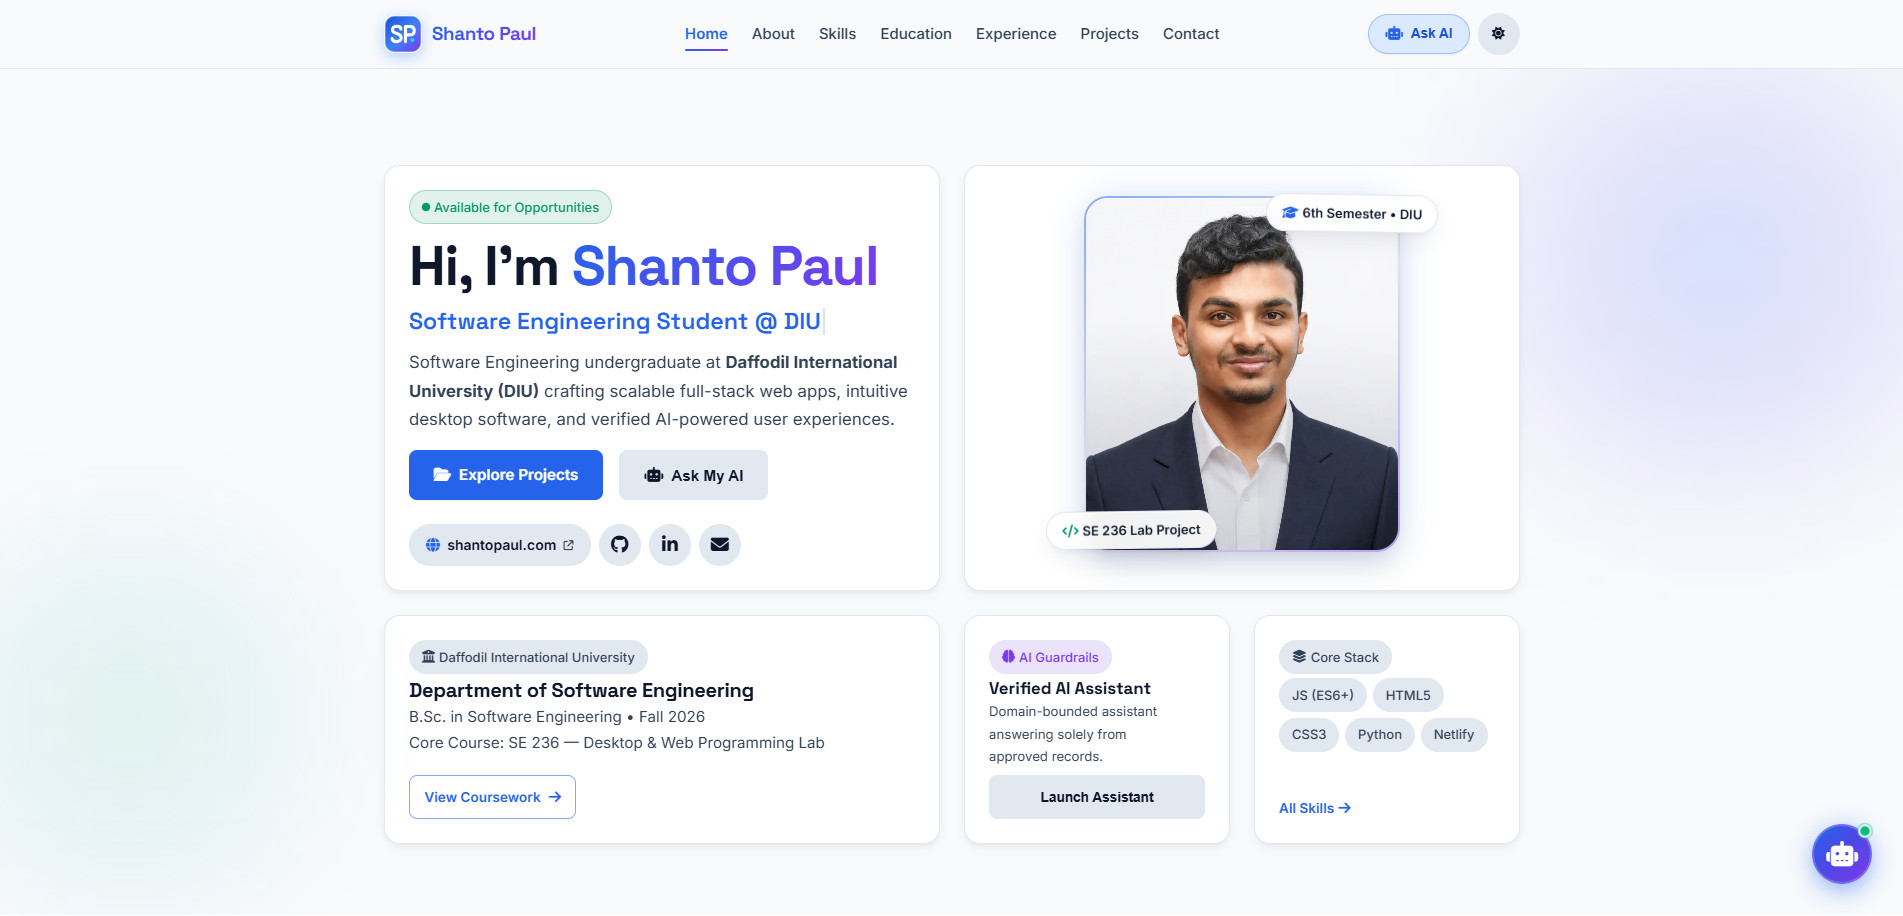 SP Shanto Paul
Home About Skills Education Experience Projects Contact
Ask AI
Available for Opportunities
Hi, I’m Shanto Paul
Software Engineering Student @ DIU
Software Engineering undergraduate at Daffodil International
University (DIU) crafting scalable full-stack web apps, intuitive
desktop software, and verified AI-powered user experiences.
Explore Projects
Ask My AI
shantopaul.com
in
6th Semester • DIU
</> SE 236 Lab Project
Daffodil International University
Department of Software Engineering
B.Sc. in Software Engineering • Fall 2026
Core Course: SE 236 — Desktop & Web Programming Lab
View Coursework →
AI Guardrails
Verified AI Assistant
Domain-bounded assistant
answering solely from
approved records.
Launch Assistant
Core Stack
JS (ES6+) HTML5
CSS3 Python Netlify
All Skills →